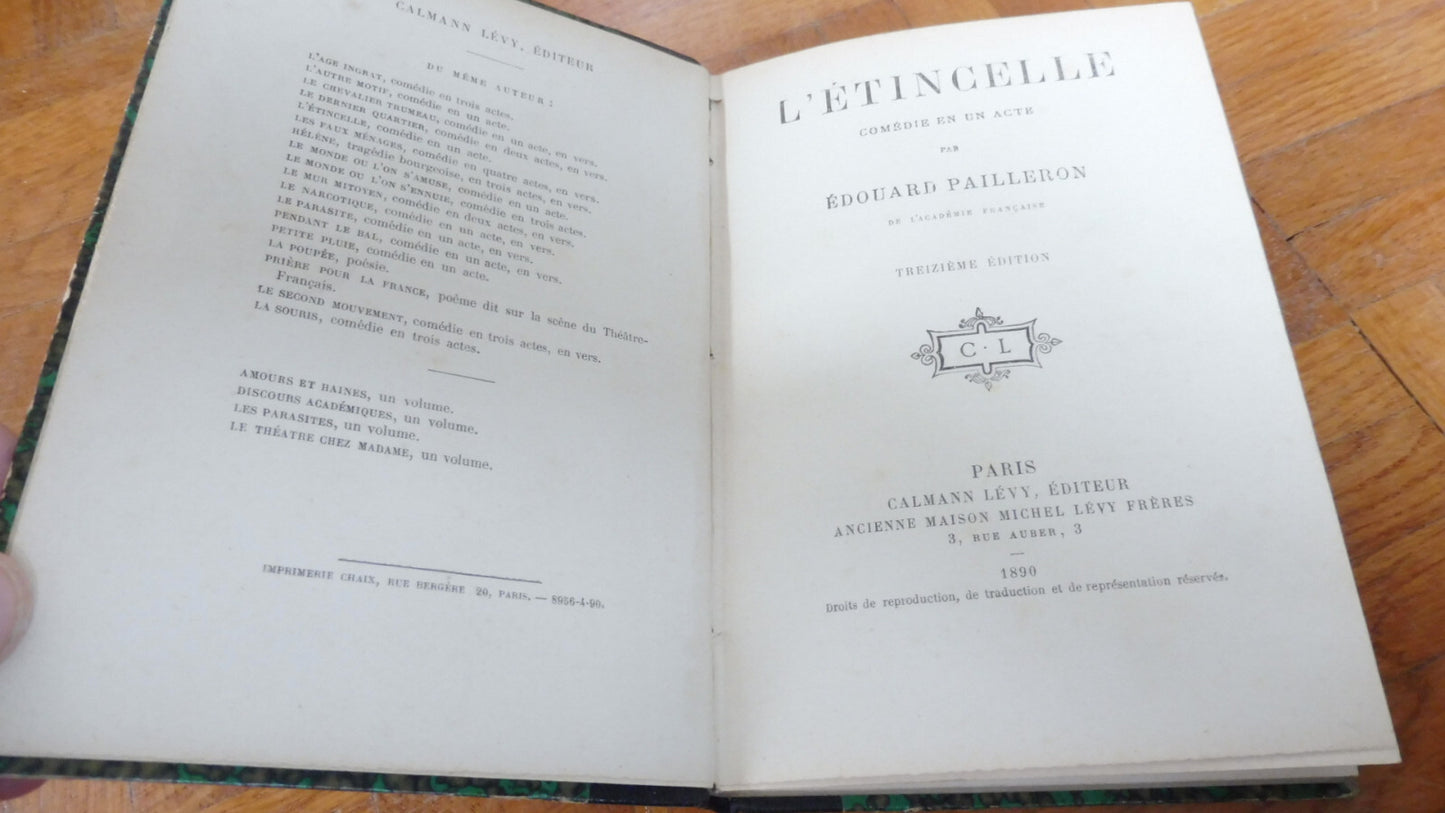 CALMANN LÉVY, ÉDITEUR
DU MÊME AUTEUR :
L'AGE INGRAT, comédie en trois actes.
L'AUTRE MOTIF, comédie en un acte.
LE CHEVALIER TRUMEAU, comédie en un acte, en vers.
LE DERNIER QUARTIER, comédie en deux actes, en vers.
L'ÉTINCELLE, comédie en un acte.
LES FAUX MÉNAGES, comédie en quatre actes, en vers.
HÉLÈNE, tragédie bourgeoise, en trois actes, en vers.
LE MONDE OU L'ON S'AMUSE, comédie en un acte.
LE MONDE OU L'ON S'ENNUIE, comédie en trois actes.
LE MUR MITOYEN, comédie en deux actes, en vers.
LE NARCOTIQUE, comédie en un acte, en vers.
LE PARASITE, comédie en un acte, en vers.
PENDANT LE BAL, comédie en un acte, en vers.
PETITE PLUIE, comédie en un acte.
LA POUPÉE, poésie.
PRIÈRE POUR LA FRANCE, poème dit sur la scène du Théâtre-
Français.
LE SECOND MOUVEMENT, comédie en trois actes, en vers.
LA SOURIS, comédie en trois actes.
AMOURS ET HAINES, un volume.
DISCOURS ACADÉMIQUES, un volume.
LES PARASITES, un volume.
LE THÉATRE CHEZ MADAME, un volume.
IMPRIMERIE CHAIX, RUE BERGÈRE 20, PARIS. — 8956-4-90.
L'ÉTINCELLE
COMÉDIE EN UN ACTE
PAR
ÉDOUARD PAILLERON
DE L'ACADÉMIE FRANÇAISE
TREIZIÈME ÉDITION
C · L
PARIS
CALMANN LÉVY, ÉDITEUR
ANCIENNE MAISON MICHEL LÉVY FRÈRES
3, RUE AUBER, 3
1890
Droits de reproduction, de traduction et de représentation réservés.